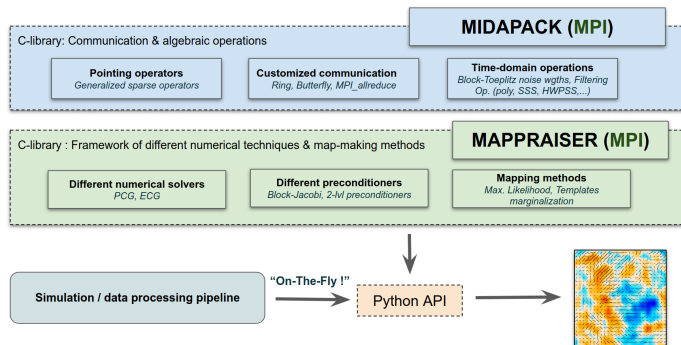 MIDAPACK (MPI)
C-library: Communication & algebraic operations
Pointing operators
Generalized sparse operators
Customized communication
Ring, Butterfly, MPI_allreduce
Time-domain operations
Block-Toeplitz noise wgths, Filtering
Op. (poly, SSS, HWPSS,...)
MAPPRAISER (MPI)
C-library : Framework of different numerical techniques & map-making methods
Different numerical solvers
PCG, ECG
Different preconditioners
Block-Jacobi, 2-lvl preconditioners
Mapping methods
Max. Likelihood, Templates
marginalization
Simulation / data processing pipeline
“On-The-Fly !”
Python API